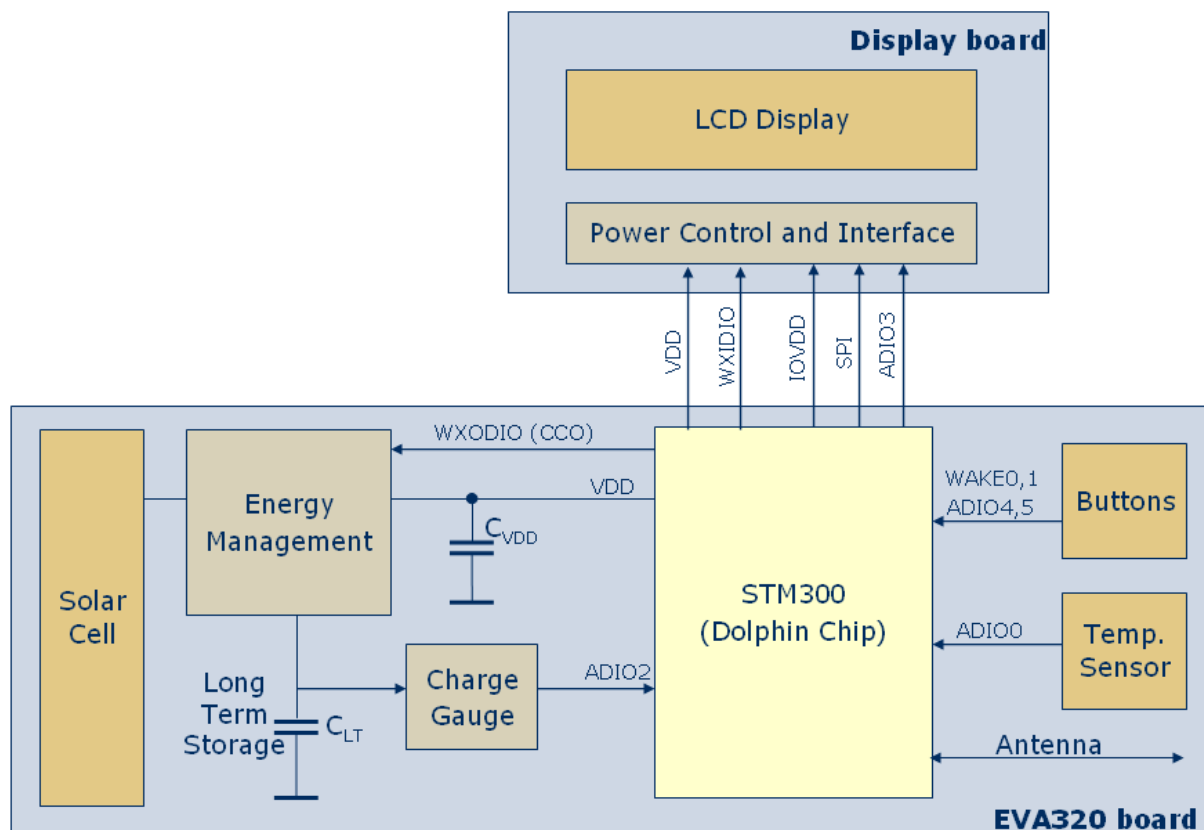 Display board
LCD Display
Power Control and Interface
VDD
WXIDIO
IOVDD
SPI
ADIO3
Solar
Cell
Energy
Management
WXODIO (CCO)
VDD
CVDD
Long
Term
Storage
CLT
Charge
Gauge
ADIO2
STM300
(Dolphin Chip)
WAKE0,1
ADIO4,5
Buttons
ADIO0
Temp.
Sensor
Antenna
EVA320 board